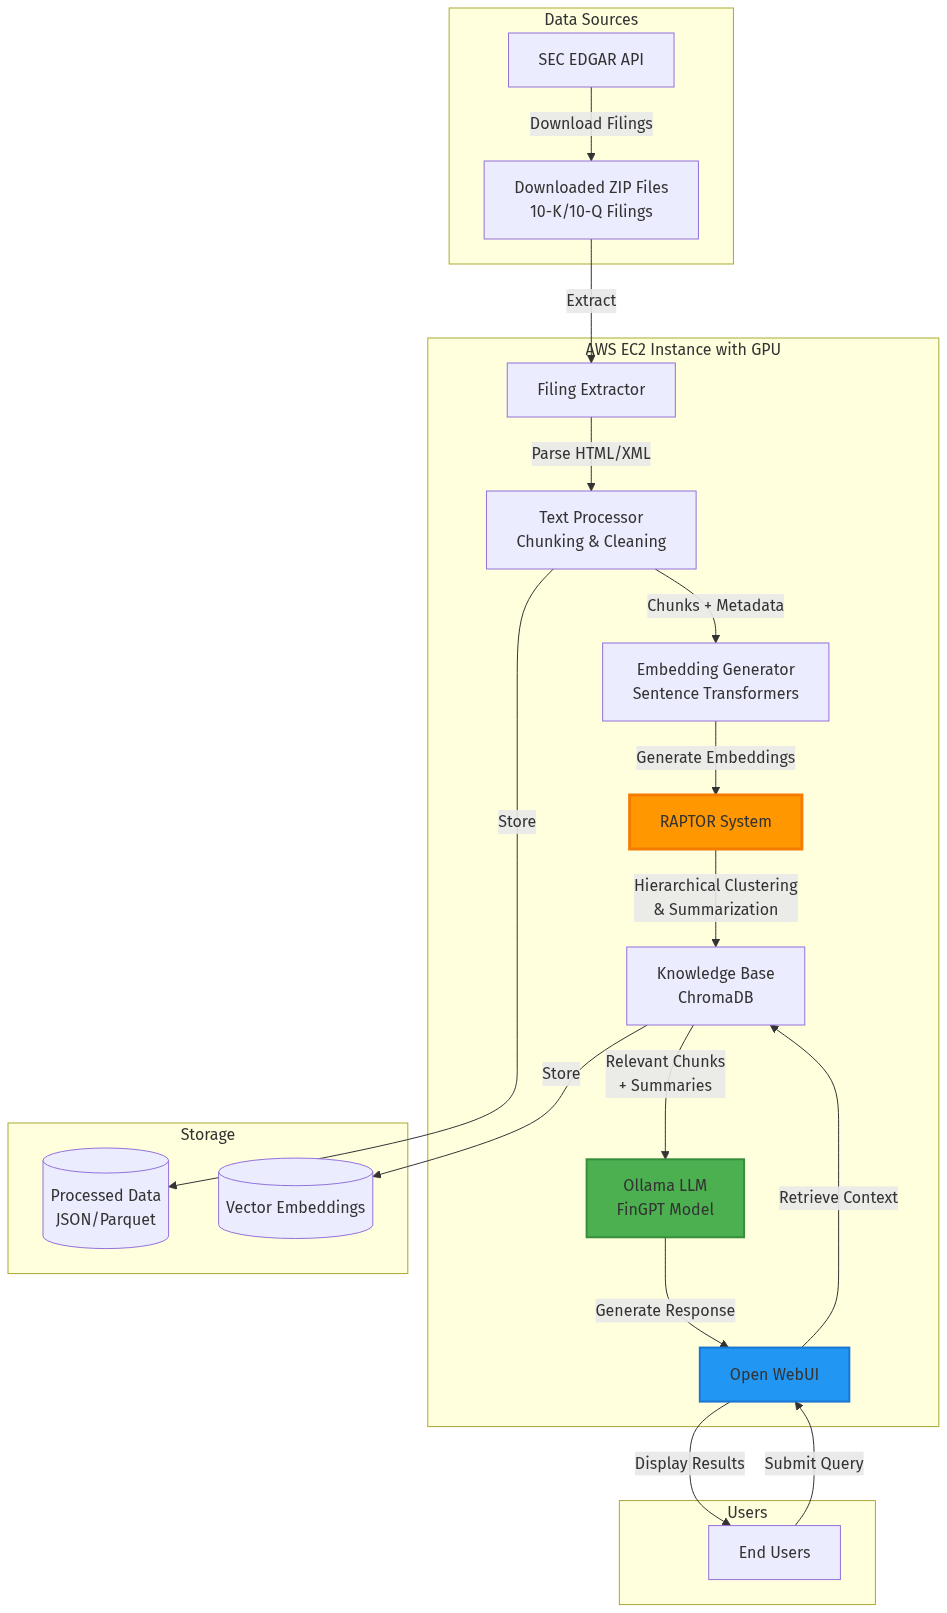 Data Sources
SEC EDGAR API
Download Filings
Downloaded ZIP Files
10-K/10-Q Filings
Extract
AWS EC2 Instance with GPU
Filing Extractor
Parse HTML/XML
Text Processor
Chunking & Cleaning
Chunks + Metadata
Embedding Generator
Sentence Transformers
Generate Embeddings
Store
RAPTOR System
Hierarchical Clustering
& Summarization
Knowledge Base
ChromaDB
Store
Relevant Chunks
+ Summaries
Storage
Processed Data
JSON/Parquet
Vector Embeddings
Ollama LLM
FinGPT Model
Retrieve Context
Generate Response
Open WebUI
Display Results
Submit Query
Users
End Users